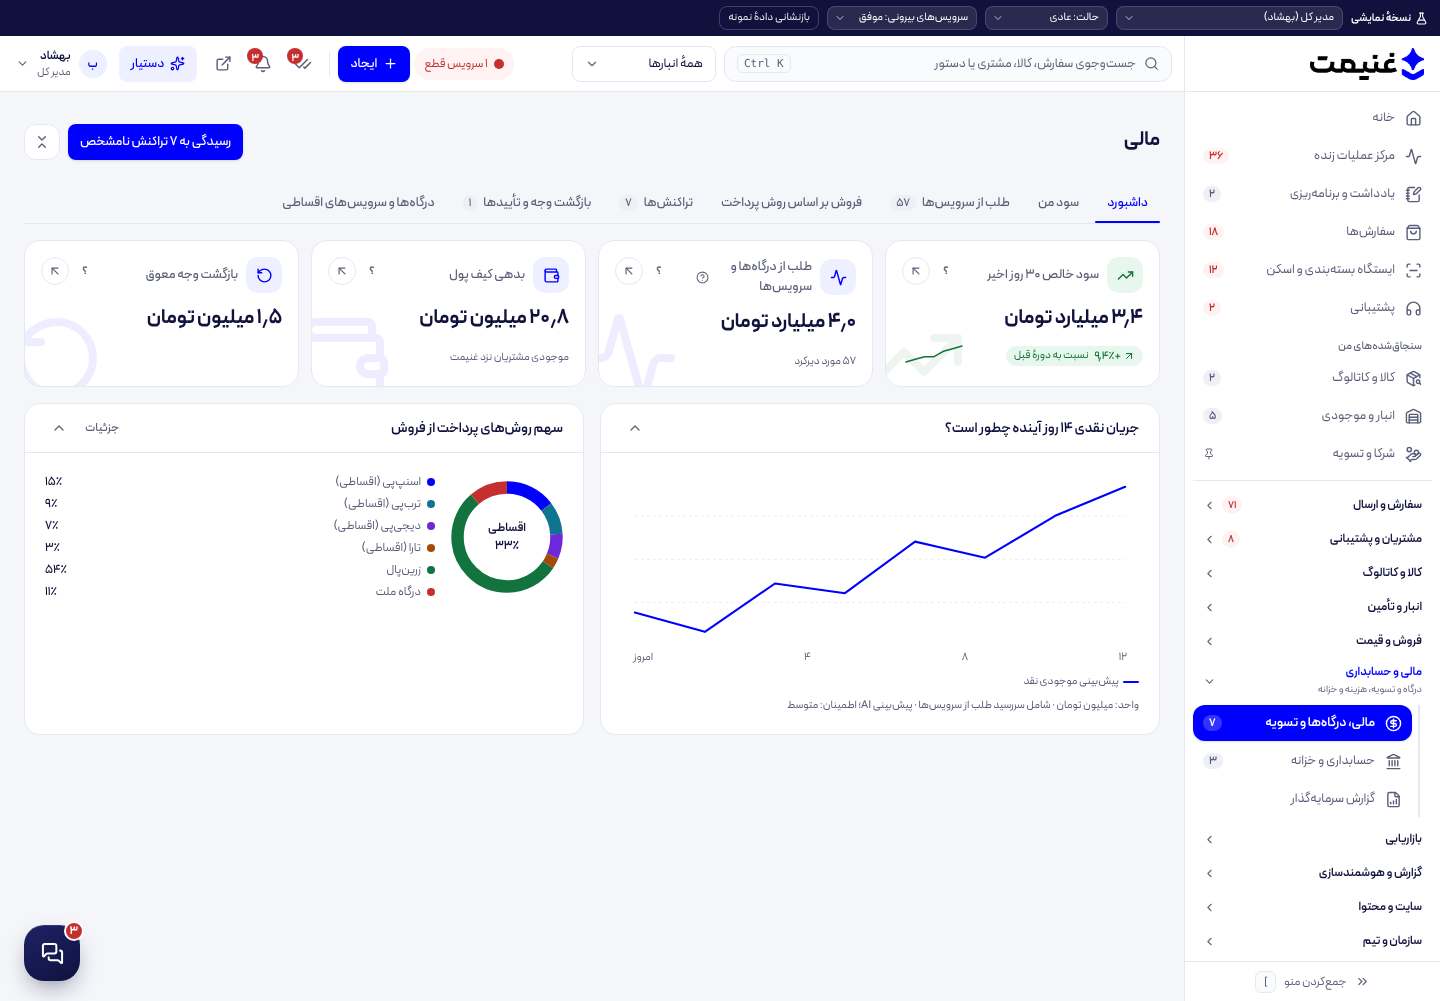 نسخهٔ نمایشی
مدیر کل (بهشاد)
حالت: عادی
سرویس‌های بیرونی: موفق
بازنشانی دادهٔ نمونه
غنیمت
جست‌وجوی سفارش، کالا، مشتری یا دستور
Ctrl K
همهٔ انبارها
۱ سرویس قطع
ایجاد
۳
۳
دستیار
ب
بهشاد
مدیر کل
خانه
مرکز عملیات زنده
۳۶
یادداشت و برنامه‌ریزی
۲
سفارش‌ها
۱۸
ایستگاه بسته‌بندی و اسکن
۱۲
پشتیبانی
۲
سنجاق‌شده‌های من
کالا و کاتالوگ
۲
انبار و موجودی
۵
شرکا و تسویه
سفارش و ارسال
۷۱
مشتریان و پشتیبانی
۸
کالا و کاتالوگ
انبار و تأمین
فروش و قیمت
مالی و حسابداری
درگاه و تسویه، هزینه و خزانه
مالی، درگاه‌ها و تسویه
۷
حسابداری و خزانه
۳
گزارش سرمایه‌گذار
بازاریابی
گزارش و هوشمندسازی
سایت و محتوا
سازمان و تیم
جمع‌کردن منو
[
مالی
رسیدگی به ۷ تراکنش نامشخص
داشبورد
سود من
طلب از سرویس‌ها
۵۷
فروش بر اساس روش پرداخت
تراکنش‌ها
۷
بازگشت وجه و تأییدها
۱
درگاه‌ها و سرویس‌های اقساطی
سود خالص ۳۰ روز اخیر
؟
۳٫۴ میلیارد تومان
+۹٫۴٪ نسبت به دورهٔ قبل
طلب از درگاه‌ها و
سرویس‌ها
؟
۴٫۰ میلیارد تومان
۵۷ مورد دیرکرد
بدهی کیف پول
؟
۲۰٫۸ میلیون تومان
موجودی مشتریان نزد غنیمت
بازگشت وجه معوق
؟
۱٫۵ میلیون تومان
جریان نقدی ۱۴ روز آینده چطور است؟
امروز
۴
۸
۱۲
پیش‌بینی موجودی نقد
واحد: میلیون تومان · شامل سررسید طلب از سرویس‌ها · پیش‌بینی AI؛ اطمینان: متوسط
سهم روش‌های پرداخت از فروش
جزئیات
اقساطی
۳۳٪
اسنپ‌پی (اقساطی)
۱۵٪
ترب‌پی (اقساطی)
۹٪
دیجی‌پی (اقساطی)
۷٪
تارا (اقساطی)
۳٪
زرین‌پال
۵۴٪
درگاه ملت
۱۱٪
۳